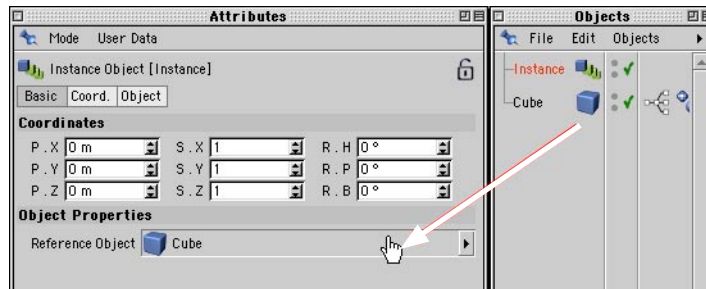 Attributes
Mode User Data
Instance Object [Instance]
Basic Coord. Object
Coordinates
P . X 0 m S . X 1 R . H 0 °
P . Y 0 m S . Y 1 R . P 0 °
P . Z 0 m S . Z 1 R . B 0 °
Object Properties
Reference Object Cube
Objects
File Edit Objects
Instance
Cube